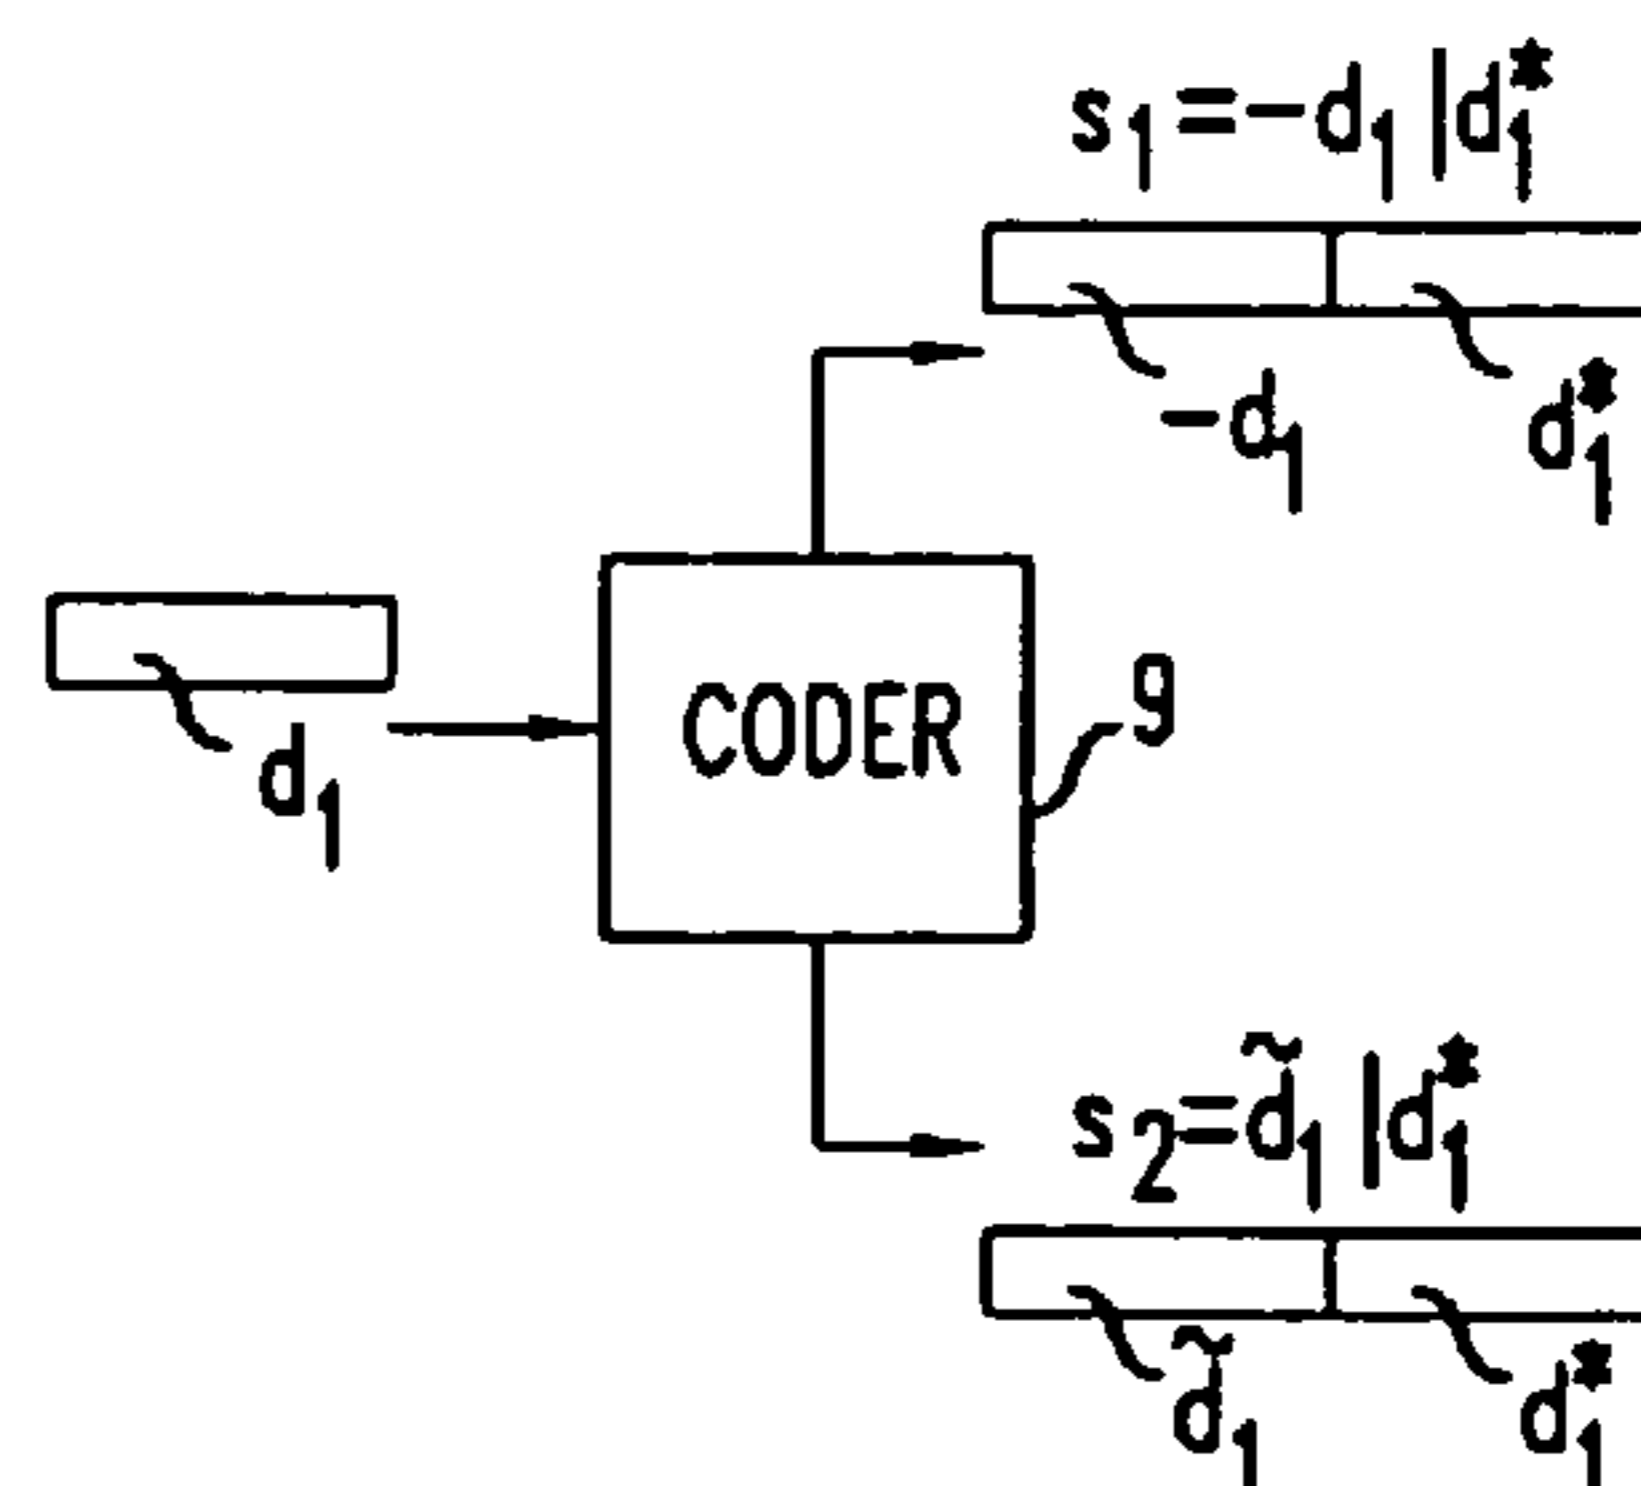 s₁=-d₁|d₁*
-d₁ d₁*
d₁
CODER
9
s₂=d̃₁|d₁*
d̃₁ d₁*